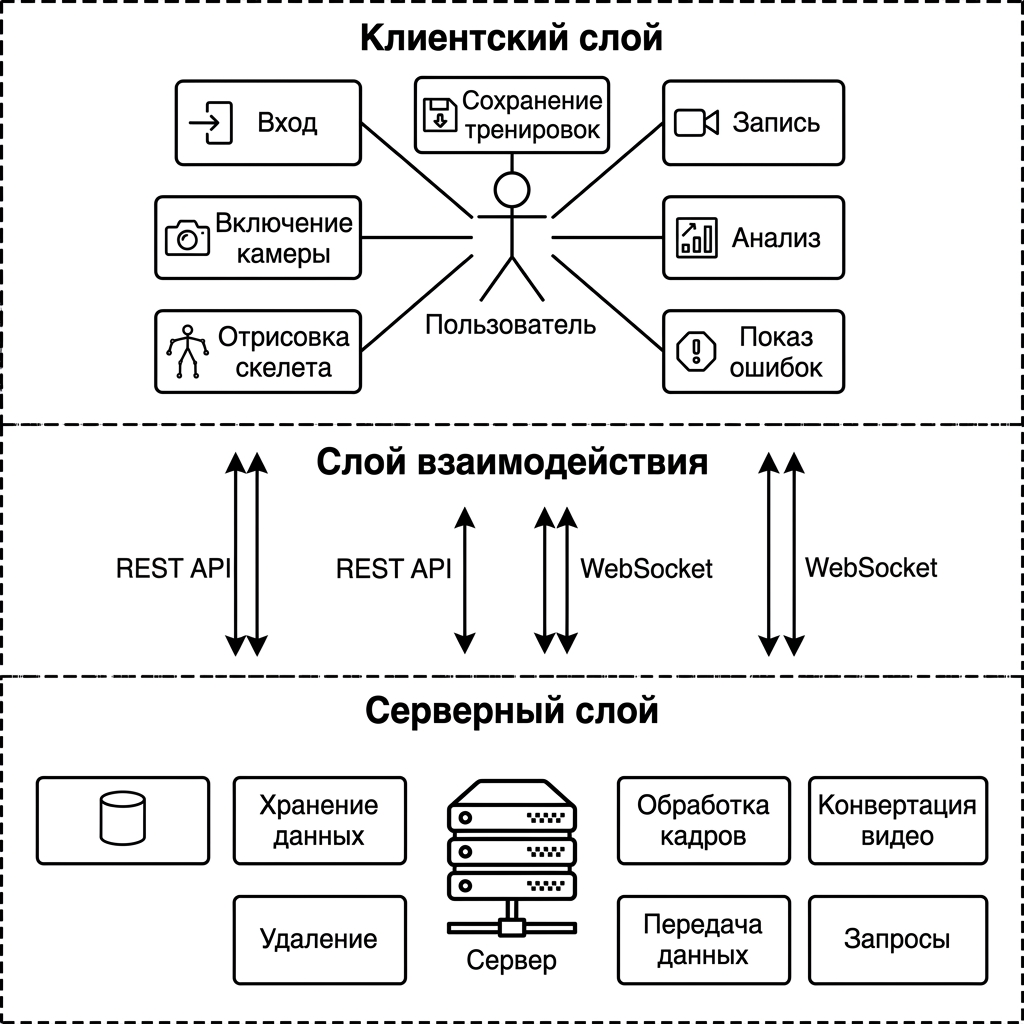 Клиентский слой
Вход
Сохранение
тренировок
Запись
Включение
камеры
Анализ
Отрисовка
скелета
Пользователь
Показ
ошибок
Слой взаимодействия
REST API
REST API
WebSocket
WebSocket
Серверный слой
Хранение
данных
Обработка
кадров
Конвертация
видео
Удаление
Сервер
Передача
данных
Запросы